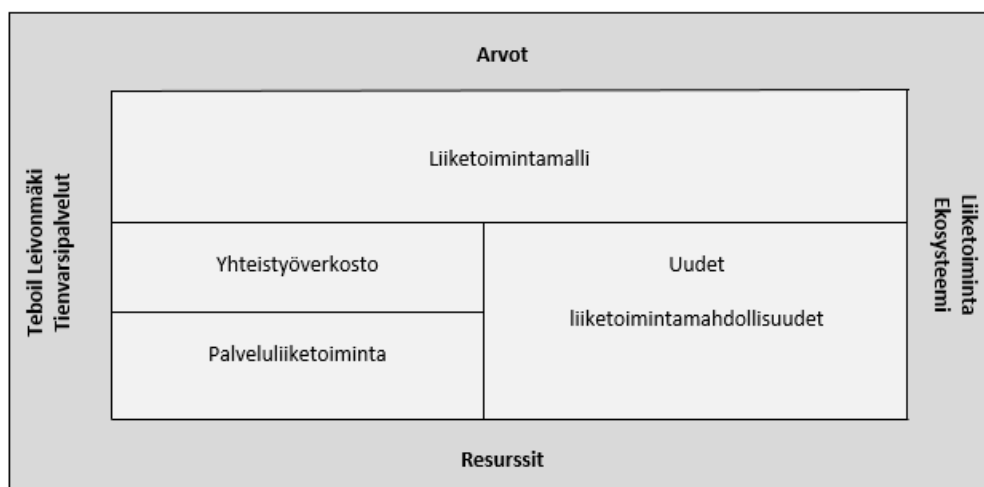 Arvot
Teboil Leivonmäki
Tienvarsipalvelut
Liiketoimintamalli
Yhteistyöverkosto
Palveluliiketoiminta
Uudet
liiketoimintamahdollisuudet
Liiketoiminta
Ekosysteemi
Resurssit